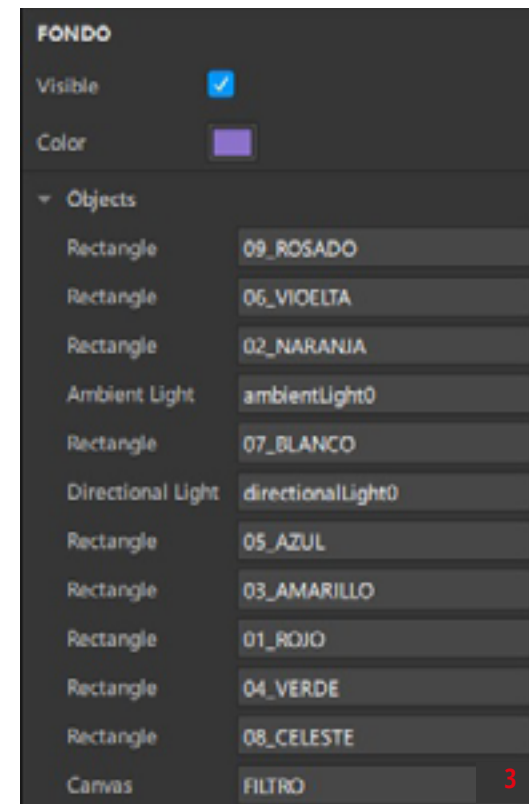 FONDO
Visible
Color
Objects
Rectangle 09_ROSADO
Rectangle 06_VIOELTA
Rectangle 02_NARANJA
Ambient Light ambientLight0
Rectangle 07_BLANCO
Directional Light directionalLight0
Rectangle 05_AZUL
Rectangle 03_AMARILLO
Rectangle 01_ROJO
Rectangle 04_VERDE
Rectangle 08_CELESTE
Canvas FILTRO 3